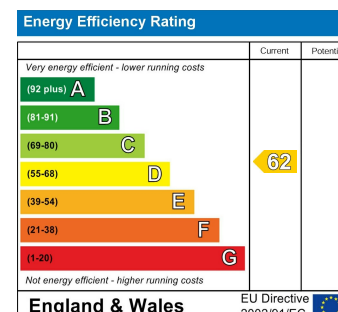 Energy Efficiency Rating
Current
Very energy efficient - lower running costs
(92 plus) A
(81-91) B
(69-80) C
(55-68) D
62
(39-54) E
(21-38) F
(1-20) G
Not energy efficient - higher running costs
England & Wales
EU Directive